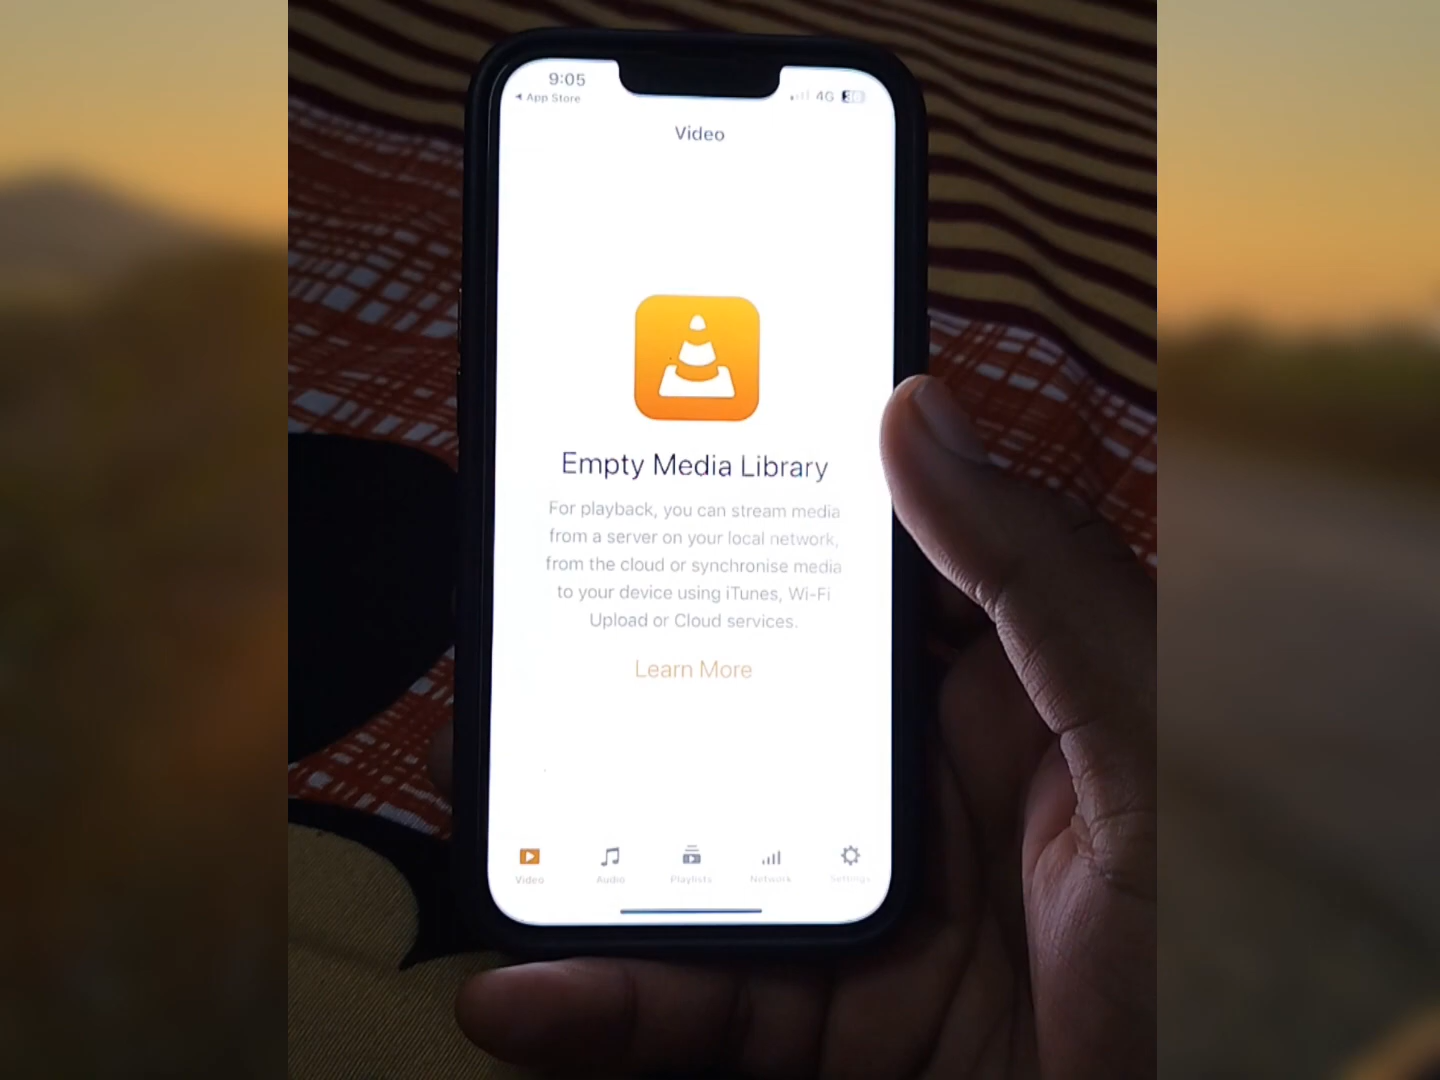 9:05
◄ App Store
4G
Video
Empty Media Library
For playback, you can stream media
from a server on your local network,
from the cloud or synchronise media
to your device using iTunes, Wi-Fi
Upload or Cloud services.
Learn More
Video
Audio
Playlists
Network
Settings